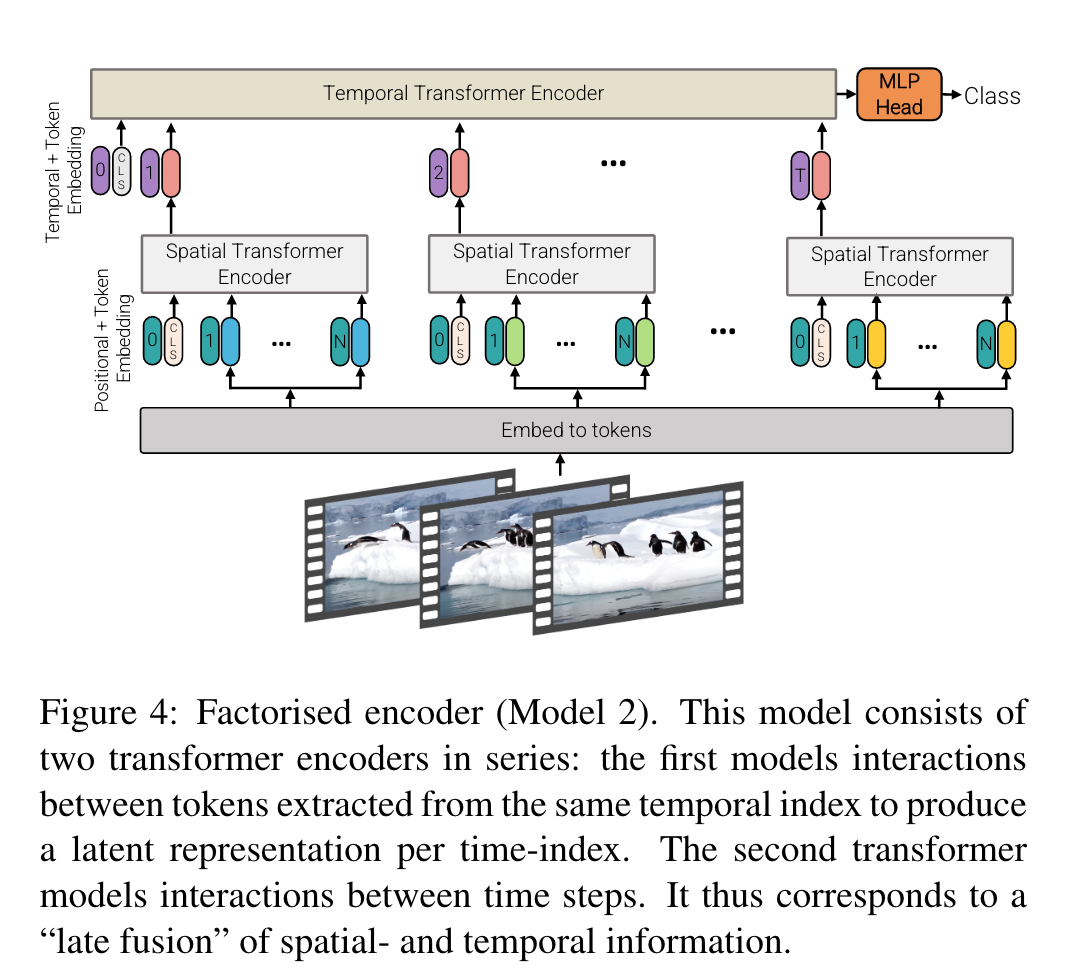 Temporal Transformer Encoder
MLP
Head
Class
Temporal + Token
Embedding
0
CLS
1
2
...
T
Spatial Transformer
Encoder
Spatial Transformer
Encoder
Spatial Transformer
Encoder
Positional + Token
Embedding
0
CLS
1
...
N
0
CLS
1
...
N
...
0
CLS
1
...
N
Embed to tokens
Figure 4: Factorised encoder (Model 2). This model consists of
two transformer encoders in series: the first models interactions
between tokens extracted from the same temporal index to produce
a latent representation per time-index. The second transformer
models interactions between time steps. It thus corresponds to a
“late fusion” of spatial- and temporal information.